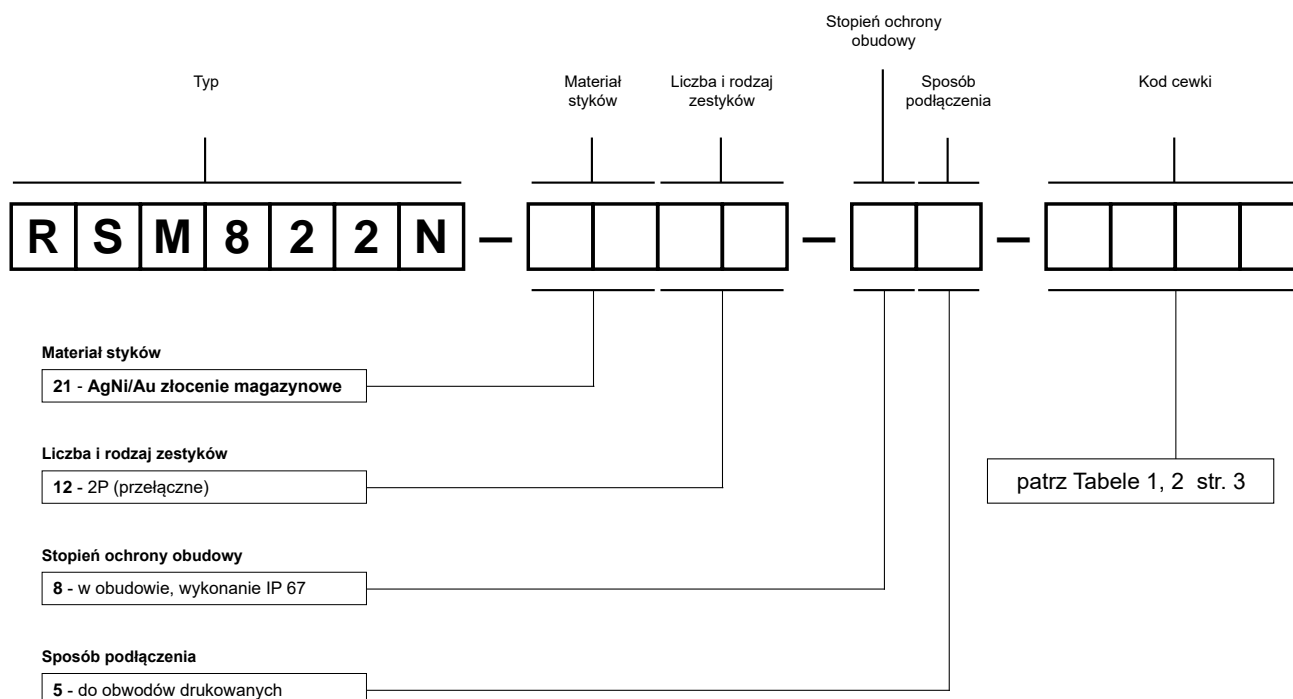 Stopień ochrony
obudowy
Typ
Materiał
styków
Liczba i rodzaj
zestyków
Sposób
podłączenia
Kod cewki
R S M 8 2 2 N – – –
Materiał styków
21 - AgNi/Au złocenie magazynowe
Liczba i rodzaj zestyków
12 - 2P (przełączne)
patrz Tabele 1, 2 str. 3
Stopień ochrony obudowy
8 - w obudowie, wykonanie IP 67
Sposób podłączenia
5 - do obwodów drukowanych